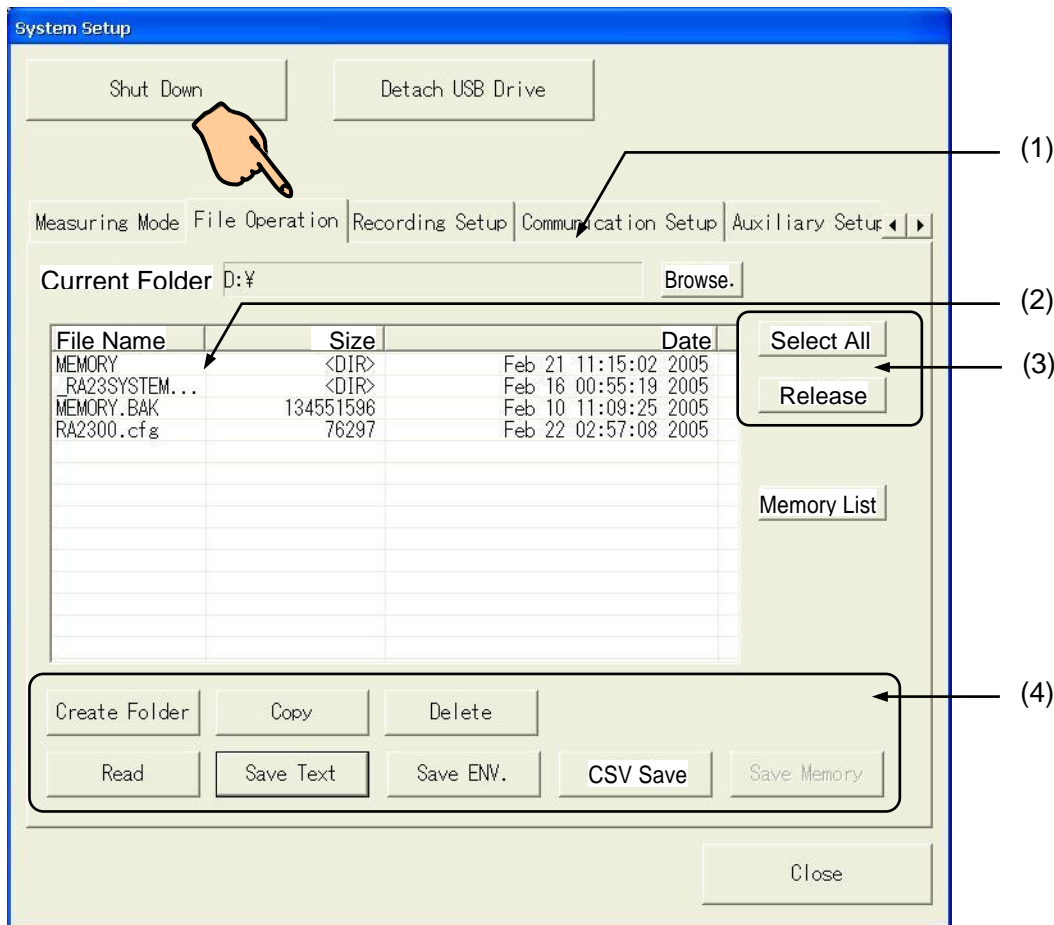 System Setup
Shut Down Detach USB Drive
(1)
Measuring Mode File Operation Recording Setup Communication Setup Auxiliary Setup
Current Folder D:¥ Browse.
(2)
File Name Size Date Select All
(3)
MEMORY <DIR> Feb 21 11:15:02 2005
_RA23SYSTEM... <DIR> Feb 16 00:55:19 2005
Release
MEMORY.BAK 134551596 Feb 10 11:09:25 2005
RA2300.cfg 76297 Feb 22 02:57:08 2005
Memory List
(4)
Create Folder Copy Delete
Read Save Text Save ENV. CSV Save Save Memory
Close